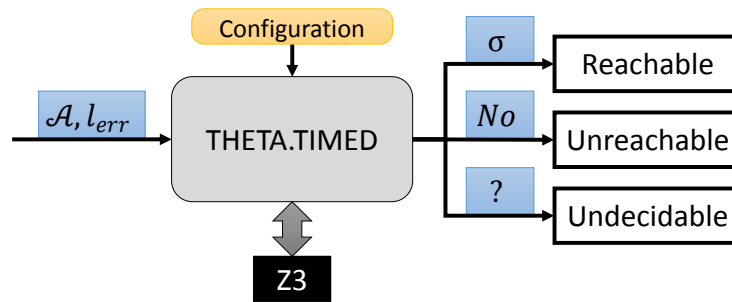 Configuration
𝒜, l_err
THETA.TIMED
σ
Reachable
No
Unreachable
?
Undecidable
Z3